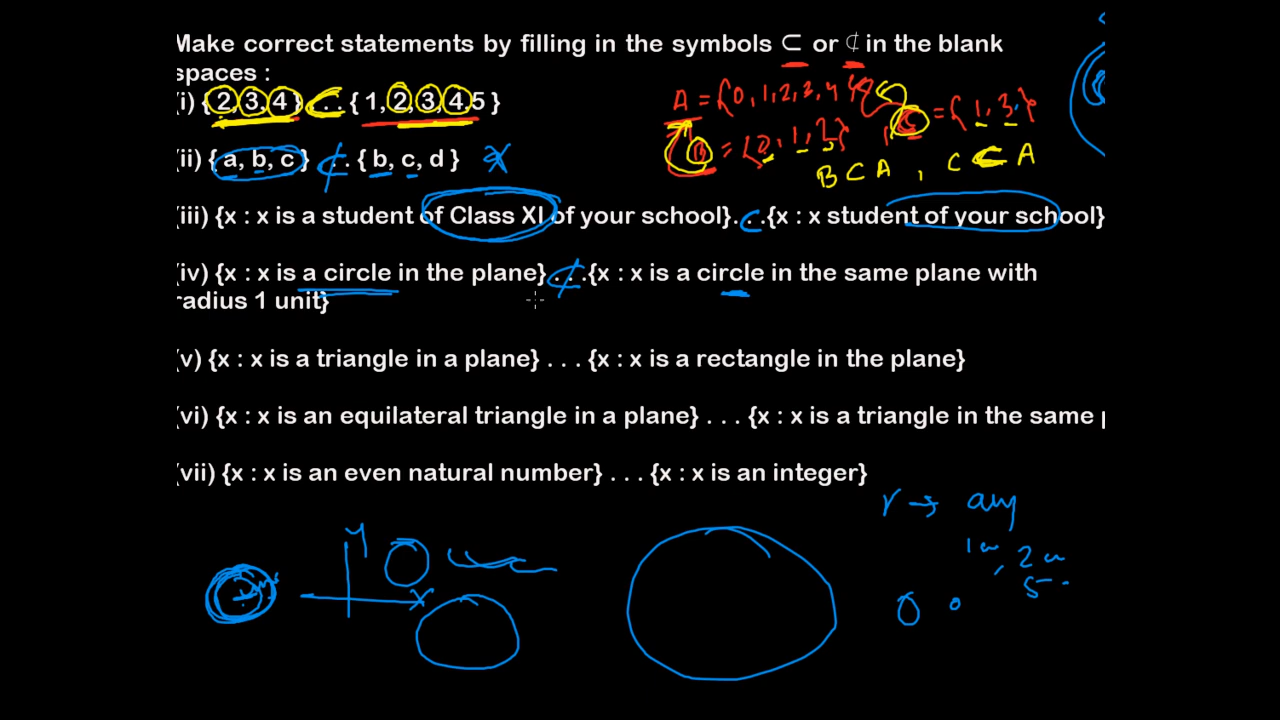 Make correct statements by filling in the symbols ⊂ or ⊄ in the blank
spaces :
(i) { 2, 3, 4 } ⊂ . . . { 1, 2, 3, 4,5 }
A = {0, 1, 2, 3, 4
= {1, 3}
B = {0, 1, 2}
B ⊂ A , C ⊂ A
(ii) { a, b, c } ⊄ . . . { b, c, d }
(iii) {x : x is a student of Class XI of your school}. ⊂ . .{x : x student of your school}
(iv) {x : x is a circle in the plane} ⊄ . . .{x : x is a circle in the same plane with
radius 1 unit}
(v) {x : x is a triangle in a plane} . . . {x : x is a rectangle in the plane}
(vi) {x : x is an equilateral triangle in a plane} . . . {x : x is a triangle in the same p
(vii) {x : x is an even natural number} . . . {x : x is an integer}
r → any
y
x